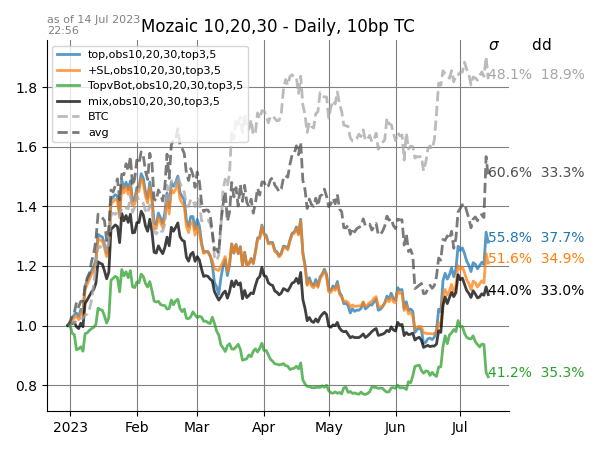 as of 14 Jul 2023
22:56
Mozaic 10,20,30 - Daily, 10bp TC
σ dd
top,obs10,20,30,top3,5
+SL,obs10,20,30,top3,5
TopvBot,obs10,20,30,top3,5
mix,obs10,20,30,top3,5
BTC
avg
1.8
1.6
1.4
1.2
1.0
0.8
48.1% 18.9%
60.6% 33.3%
55.8% 37.7%
51.6% 34.9%
44.0% 33.0%
41.2% 35.3%
2023 Feb Mar Apr May Jun Jul